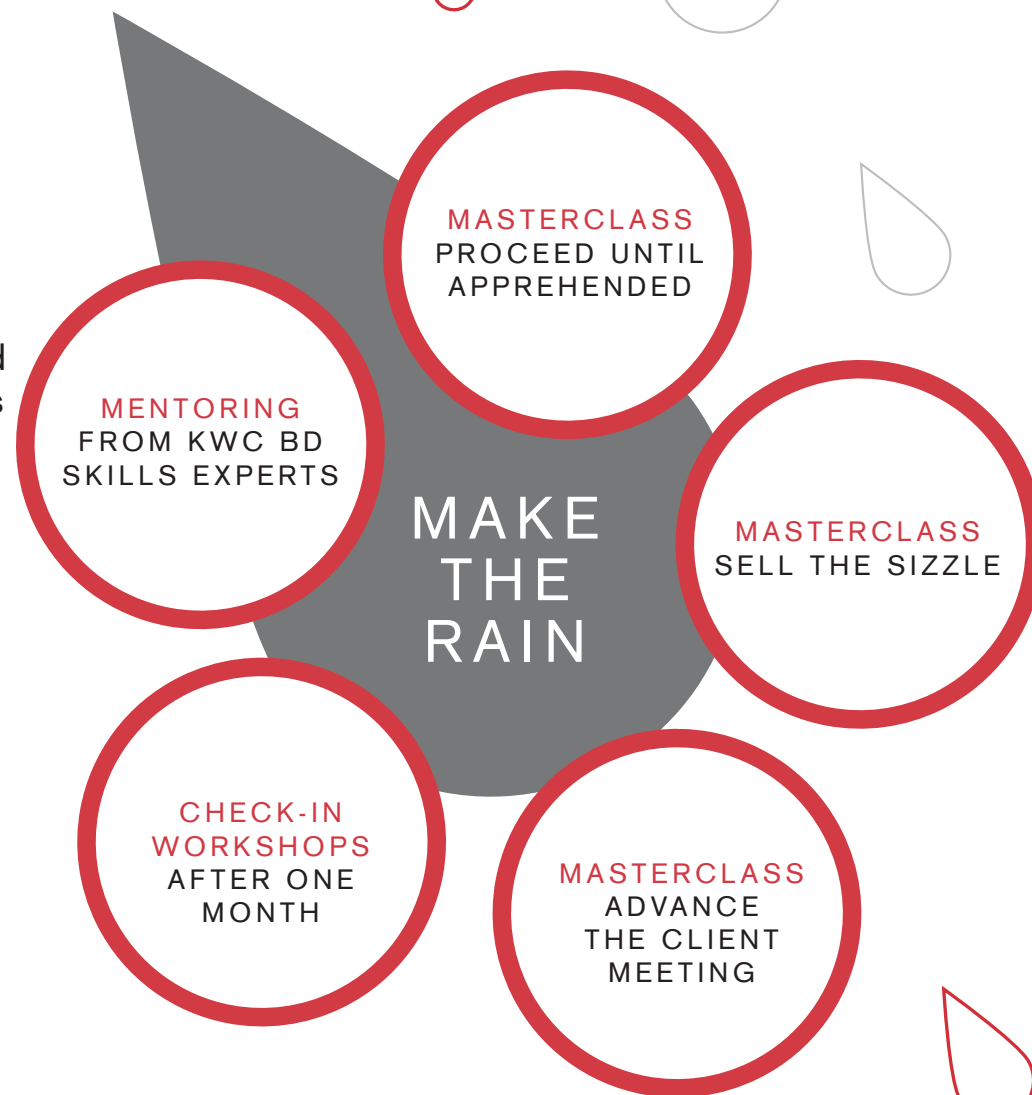 MASTERCLASS
PROCEED UNTIL
APPREHENDED
MENTORING
FROM KWC BD
SKILLS EXPERTS
MAKE
THE
RAIN
MASTERCLASS
SELL THE SIZZLE
CHECK-IN
WORKSHOPS
AFTER ONE
MONTH
MASTERCLASS
ADVANCE
THE CLIENT
MEETING